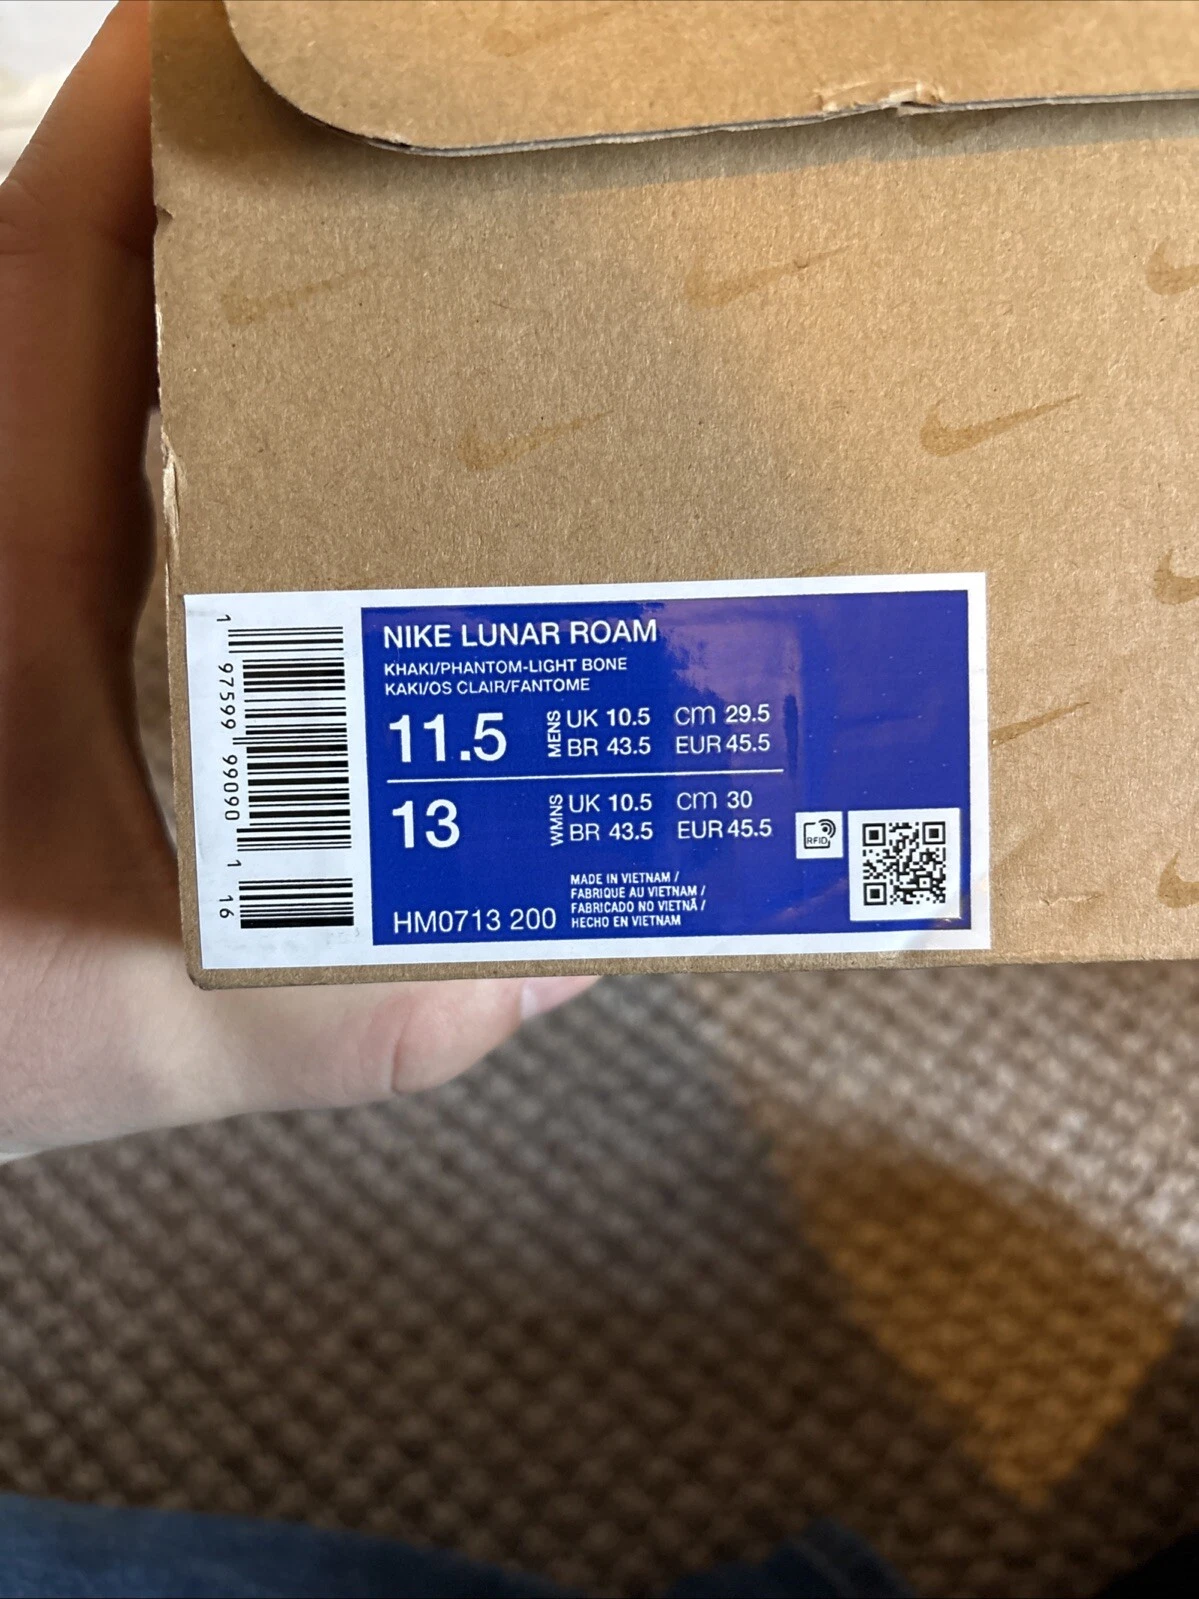 1 97599 99090 1 16
NIKE LUNAR ROAM
KHAKI/PHANTOM-LIGHT BONE
KAKI/OS CLAIR/FANTOME
11.5 MENS UK 10.5 cm 29.5
BR 43.5 EUR 45.5
13 WMNS UK 10.5 cm 30
BR 43.5 EUR 45.5
RFID
MADE IN VIETNAM /
FABRIQUE AU VIETNAM /
FABRICADO NO VIETNÃ /
HECHO EN VIETNAM
HM0713 200